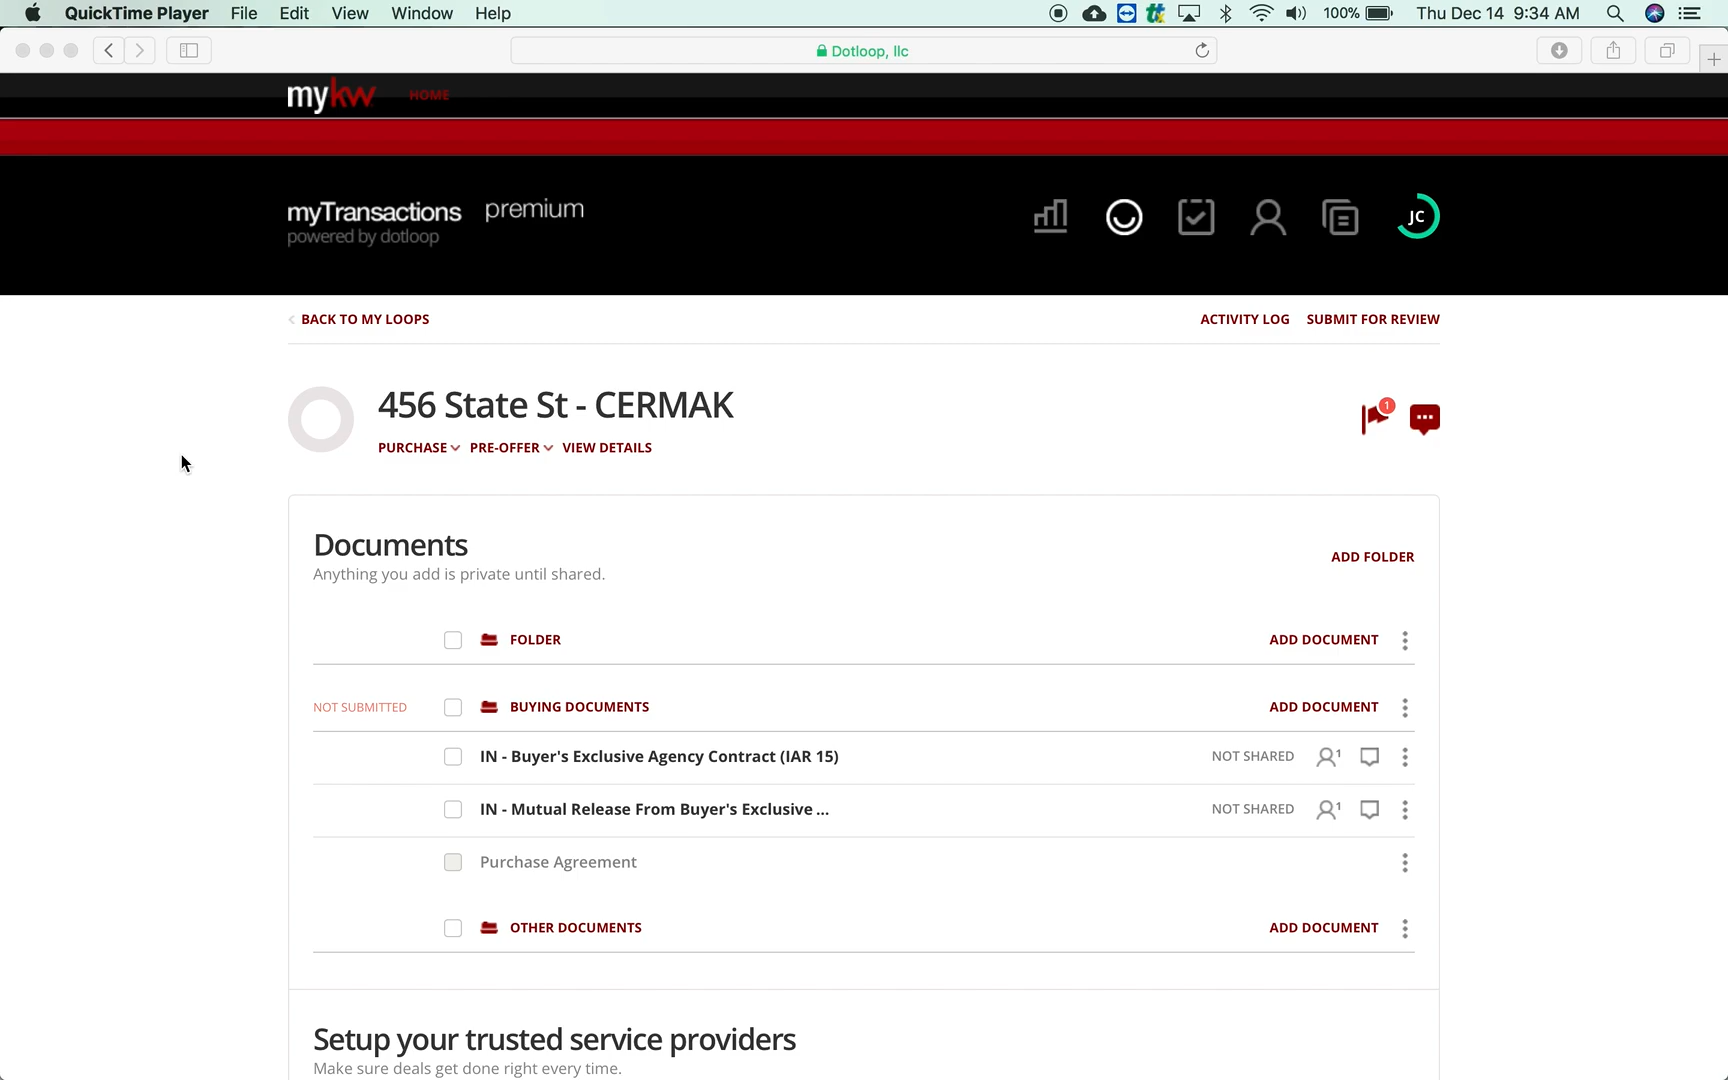 QuickTime Player File Edit View Window Help 100% Thu Dec 14 9:34 AM
Dotloop, llc
mykw HOME
myTransactions premium
powered by dotloop
JC
BACK TO MY LOOPS ACTIVITY LOG SUBMIT FOR REVIEW
456 State St - CERMAK
1
PURCHASE PRE-OFFER VIEW DETAILS
Documents
Anything you add is private until shared.
ADD FOLDER
FOLDER ADD DOCUMENT
NOT SUBMITTED BUYING DOCUMENTS ADD DOCUMENT
IN - Buyer's Exclusive Agency Contract (IAR 15) NOT SHARED 1
IN - Mutual Release From Buyer's Exclusive ... NOT SHARED 1
Purchase Agreement
OTHER DOCUMENTS ADD DOCUMENT
Setup your trusted service providers
Make sure deals get done right every time.